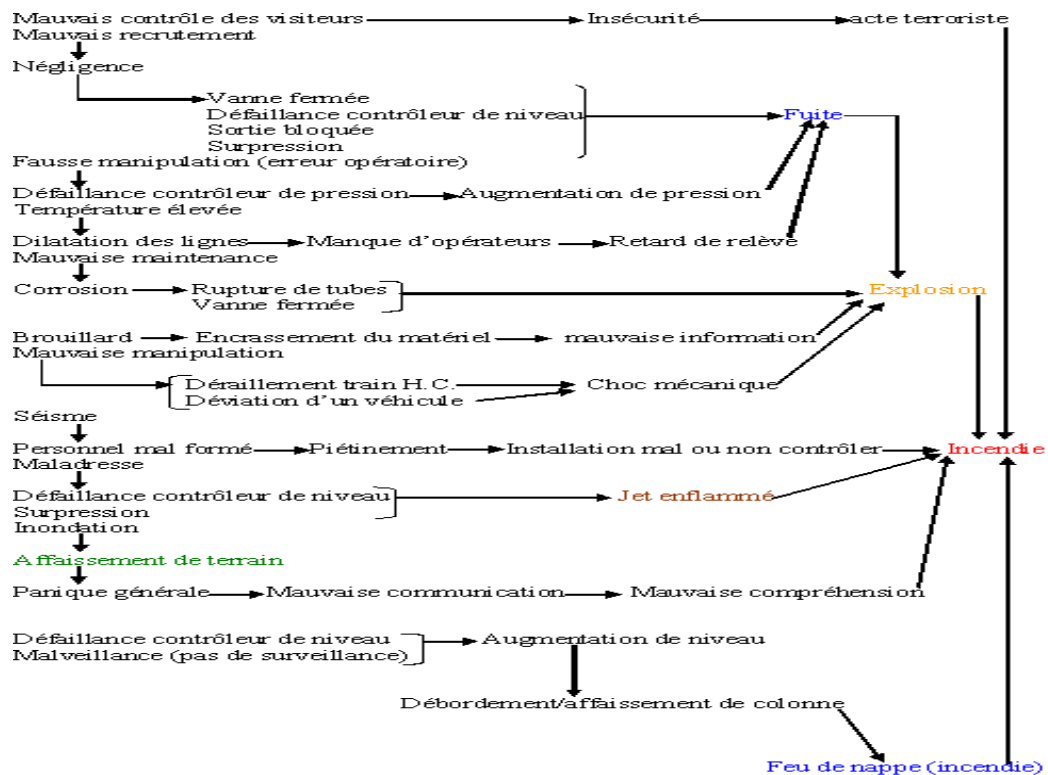 Mauvais contrôle des visiteurs Insécurité acte terroriste
Mauvais recrutement
Négligence
Vanne fermée
Défaillance contrôleur de niveau Fuite
Sortie bloquée
Surpression
Fausse manipulation (erreur opératoire)
Défaillance contrôleur de pression Augmentation de pression
Température élevée
Dilatation des lignes Manque d’opérateurs Retard de relève
Mauvaise maintenance
Corrosion Rupture de tubes Explosion
Vanne fermée
Brouillard Encrassement du matériel mauvaise information
Mauvaise manipulation
Déraillement train H.C. Choc mécanique
Déviation d’un véhicule
Séisme
Personnel mal formé Piétinement Installation mal ou non contrôler Incendie
Maladresse
Défaillance contrôleur de niveau Jet enflammé
Surpression
Inondation
Affaissement de terrain
Panique générale Mauvaise communication Mauvaise compréhension
Défaillance contrôleur de niveau Augmentation de niveau
Malveillance (pas de surveillance)
Débordement/affaissement de colonne
Feu de nappe (incendie)